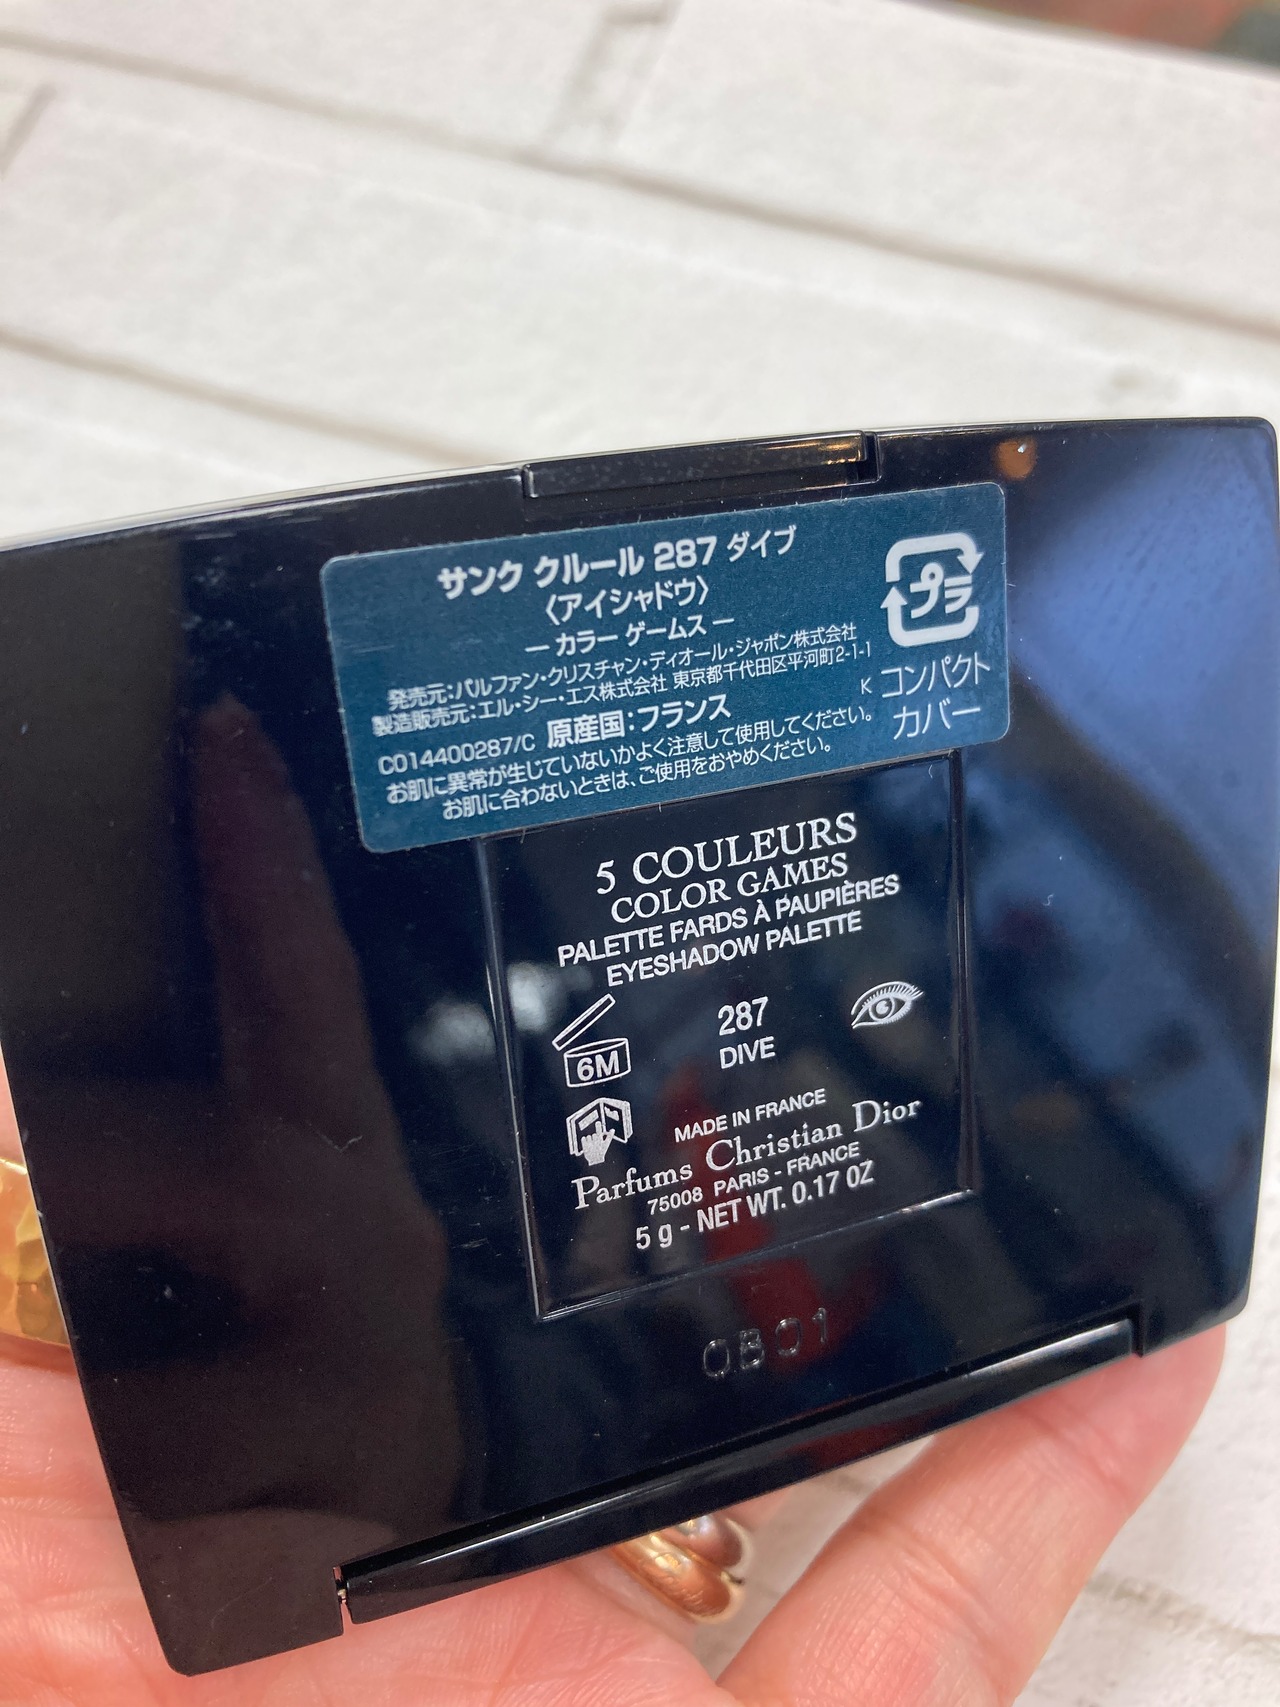 サンク クルール 287 ダイブ
〈アイシャドウ〉
－カラー ゲームス－
発売元:パルファン・クリスチャン・ディオール・ジャポン株式会社
製造販売元:エル・シー・エス株式会社 東京都千代田区平河町2-1-1
C014400287/C 原産国:フランス
お肌に異常が生じていないかよく注意して使用してください。
お肌に合わないときは、ご使用をおやめください。
プラ
K コンパクト
カバー
5 COULEURS
COLOR GAMES
PALETTE FARDS À PAUPIÈRES
EYESHADOW PALETTE
6M
287
DIVE
MADE IN FRANCE
Parfums Christian Dior
75008 PARIS - FRANCE
5 g - NET WT. 0.17 OZ
0B01